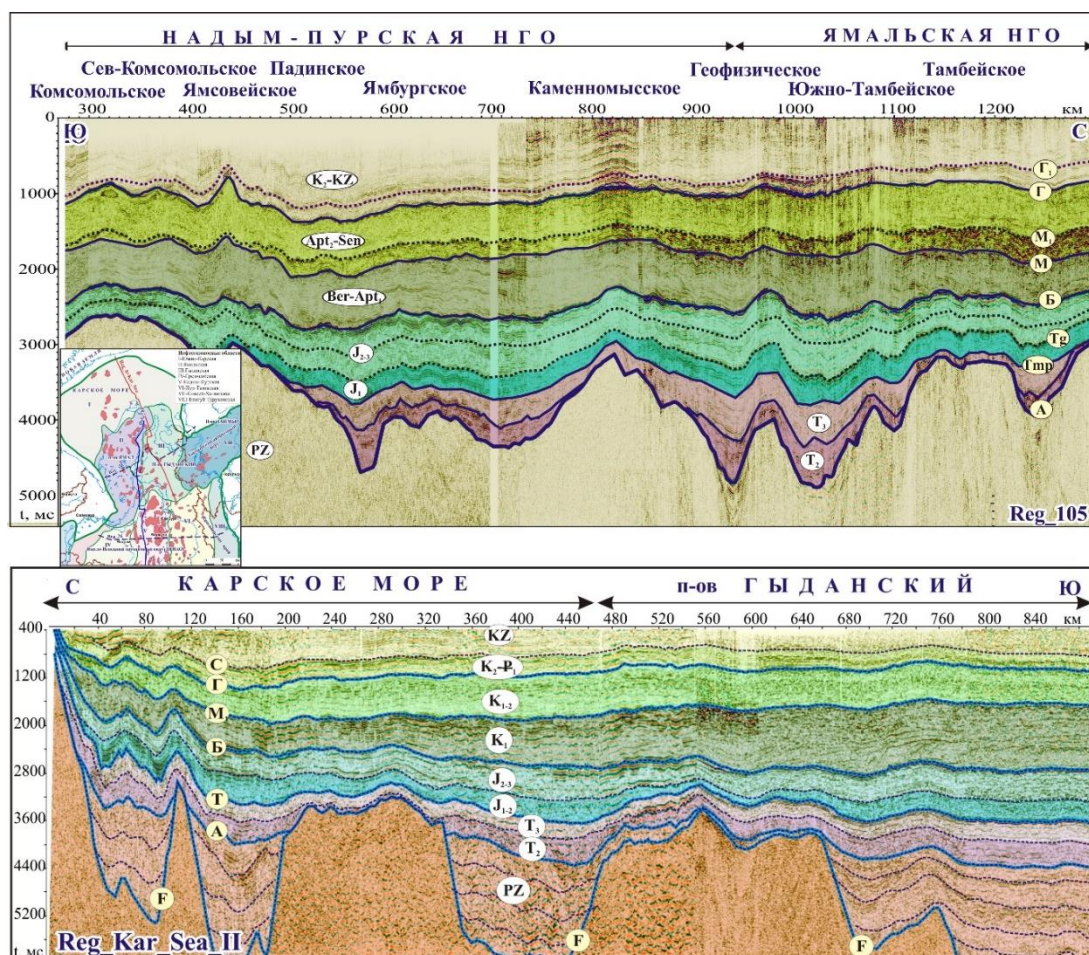 НАДЫМ-ПУРСКАЯ НГО ЯМАЛЬСКАЯ НГО
Сев-Комсомольское Падинское Геофизическое Тамбейское
Комсомольское Ямсовейское Ямбургское Каменномысское Южно-Тамбейское
300 400 500 600 700 800 900 1000 1100 1200 км
0 Ю С
K₂-KZ Г₁
1000 Г
Apt₂-Sen М₁
2000 М
Ber-Apt₁ Б
3000 Tg
J₂₋₃ Tmp
J₁
4000 А
T₃
PZ T₂
5000
t, мс Reg_105
КАРСКОЕ МОРЕ
С КАРСКОЕ МОРЕ п-ов ГЫДАНСКИЙ Ю
40 80 120 160 200 240 280 320 360 400 440 480 520 560 600 640 680 720 760 800 840 км
400 KZ
С K₂-P₁
1200 Г
K₁₋₂
М
2000 K₁
Б
2800 J₂₋₃
Т J₁₋₂
3600 T₃
А T₂
4400
PZ
F
5200 F F
t, мс Reg_Kar_Sea_II